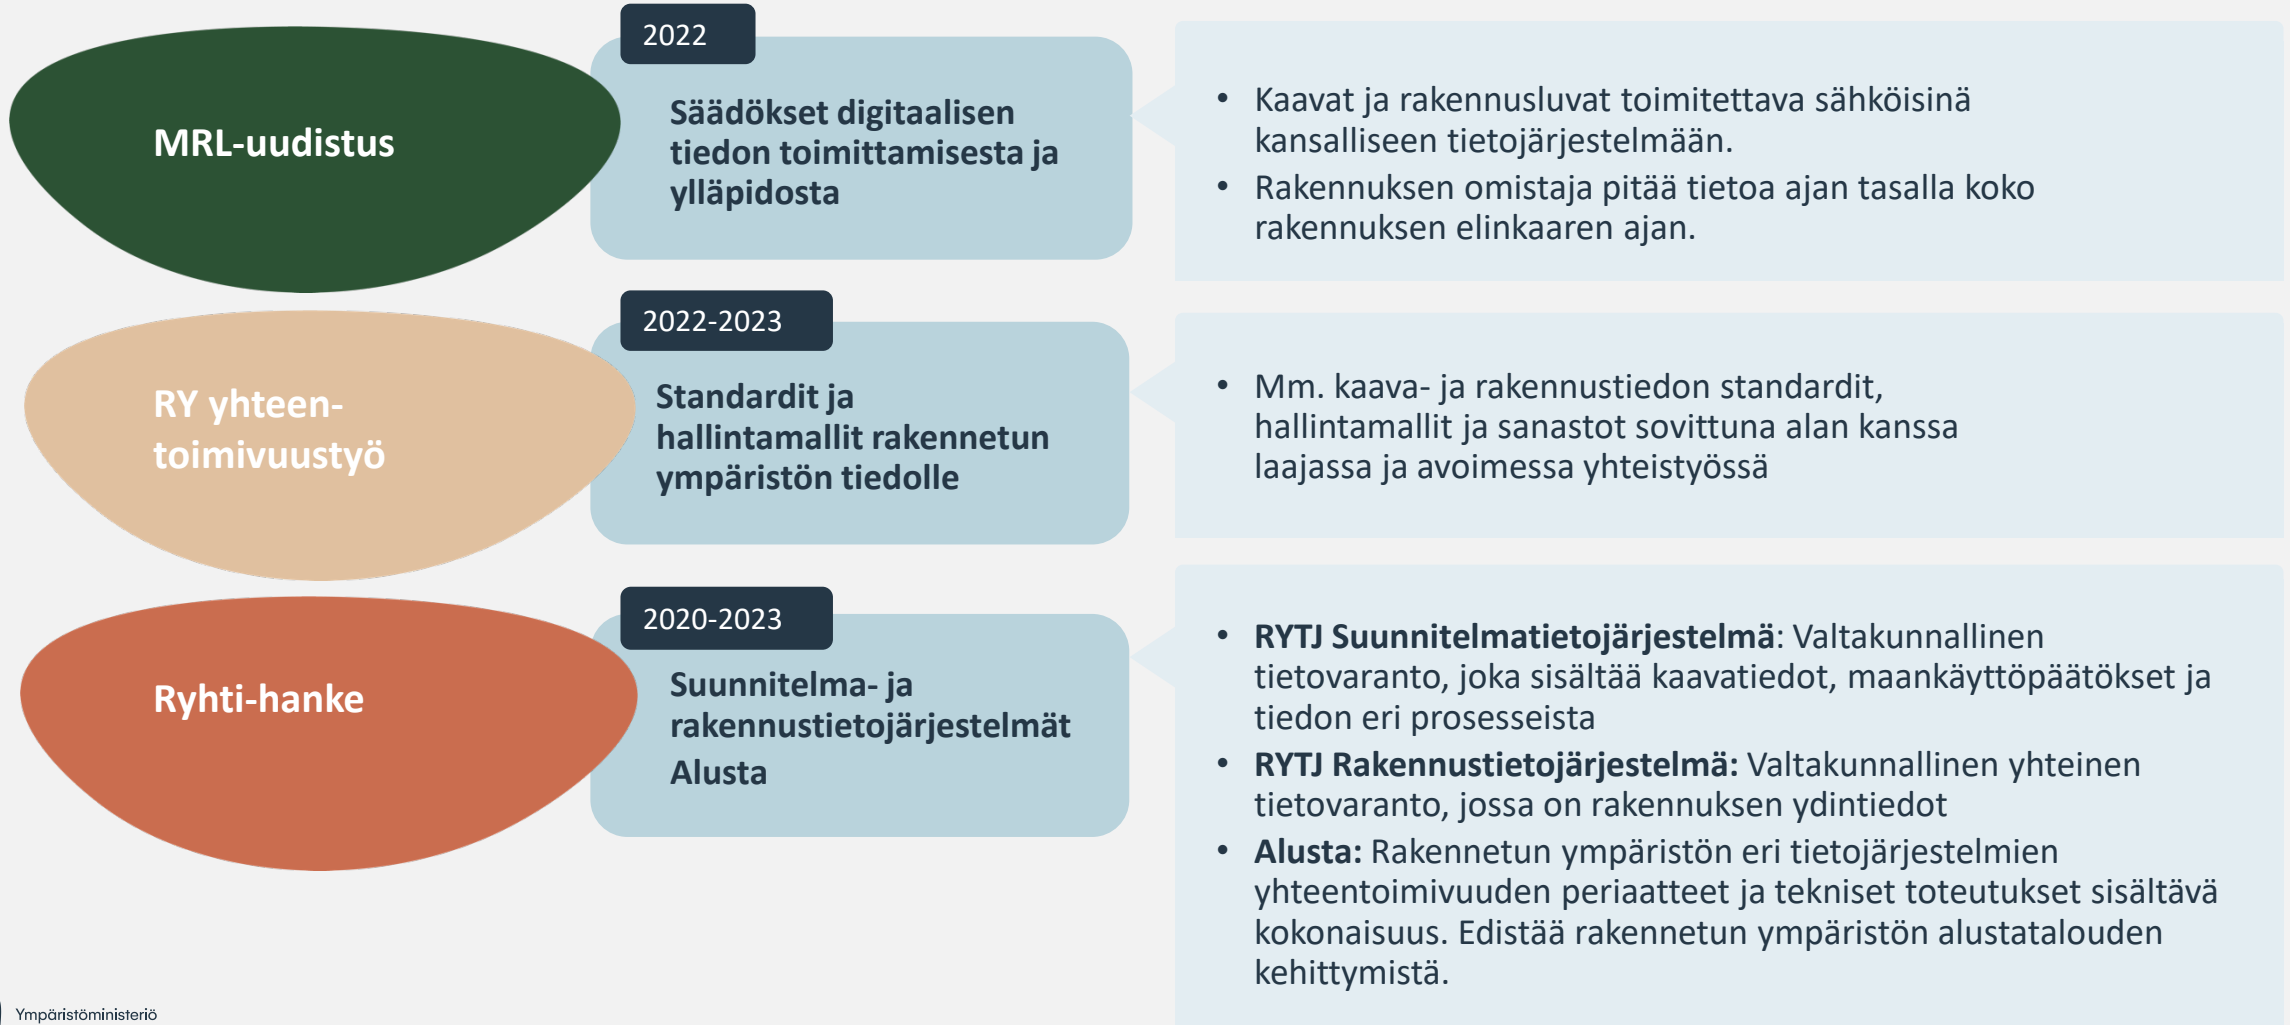 MRL-uudistus
2022
Säädökset digitaalisen
tiedon toimittamisesta ja
ylläpidosta
• Kaavat ja rakennusluvat toimitettava sähköisinä
kansalliseen tietojärjestelmään.
• Rakennuksen omistaja pitää tietoa ajan tasalla koko
rakennuksen elinkaaren ajan.
RY yhteen-
toimivuustyö
2022-2023
Standardit ja
hallintamallit rakennetun
ympäristön tiedolle
• Mm. kaava- ja rakennustiedon standardit,
hallintamallit ja sanastot sovittuna alan kanssa
laajassa ja avoimessa yhteistyössä
Ryhti-hanke
2020-2023
Suunnitelma- ja
rakennustietojärjestelmät
Alusta
• RYTJ Suunnitelmatietojärjestelmä: Valtakunnallinen
tietovaranto, joka sisältää kaavatiedot, maankäyttöpäätökset ja
tiedon eri prosesseista
• RYTJ Rakennustietojärjestelmä: Valtakunnallinen yhteinen
tietovaranto, jossa on rakennuksen ydintiedot
• Alusta: Rakennetun ympäristön eri tietojärjestelmien
yhteentoimivuuden periaatteet ja tekniset toteutukset sisältävä
kokonaisuus. Edistää rakennetun ympäristön alustatalouden
kehittymistä.
Ympäristöministeriö